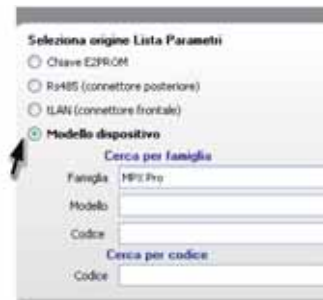 Seleziona origine Lista Parametri
Chiave E2PROM
Rs485 (connettore posteriore)
tLAN (connettore frontale)
Modello dispositivo
Cerca per famiglia
Famiglia MPX Pro
Modello
Codice
Cerca per codice
Codice